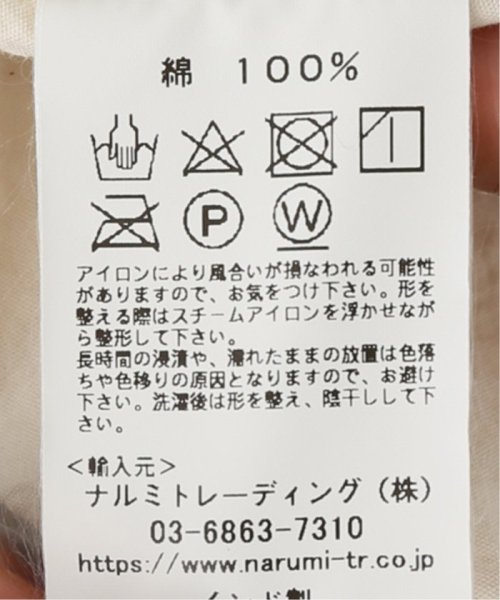 綿 100%
P W
アイロンにより風合いが損なわれる可能性
がありますので、お気をつけ下さい。形を
整える際はスチームアイロンを浮かせなが
ら整形して下さい。
長時間の浸漬や、濡れたままの放置は色落
ちや色移りの原因となりますので、お避け
下さい。洗濯後は形を整え、陰干しして下
さい。
<輸入元>
ナルミトレーディング(株)
03-6863-7310
https://www.narumi-tr.co.jp
インド製